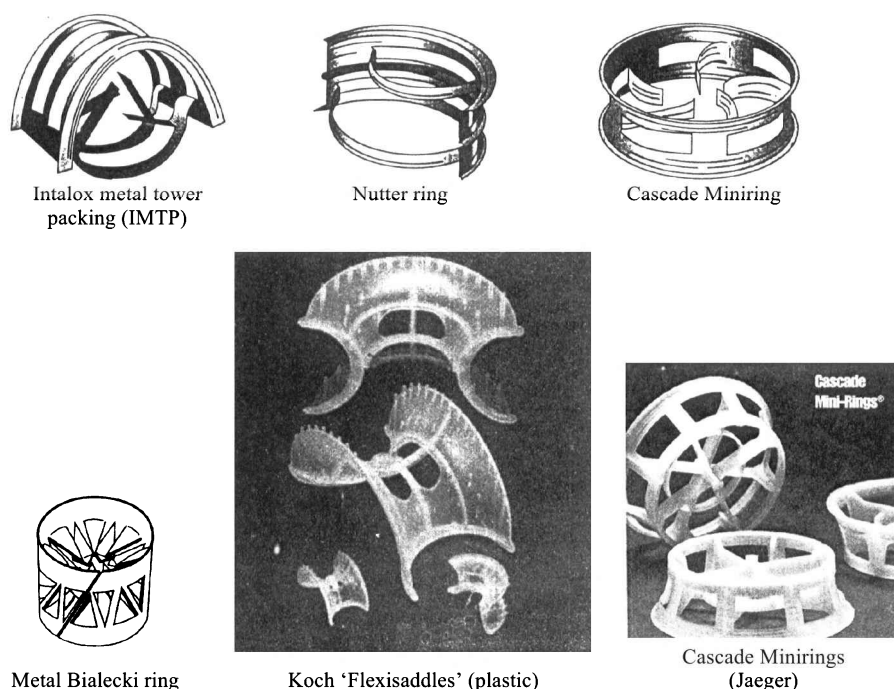 Intalox metal tower
packing (IMTP)
Nutter ring
Cascade Miniring
Cascade
Mini-Rings®
Metal Bialecki ring
Koch ‘Flexisaddles’ (plastic)
Cascade Minirings
(Jaeger)